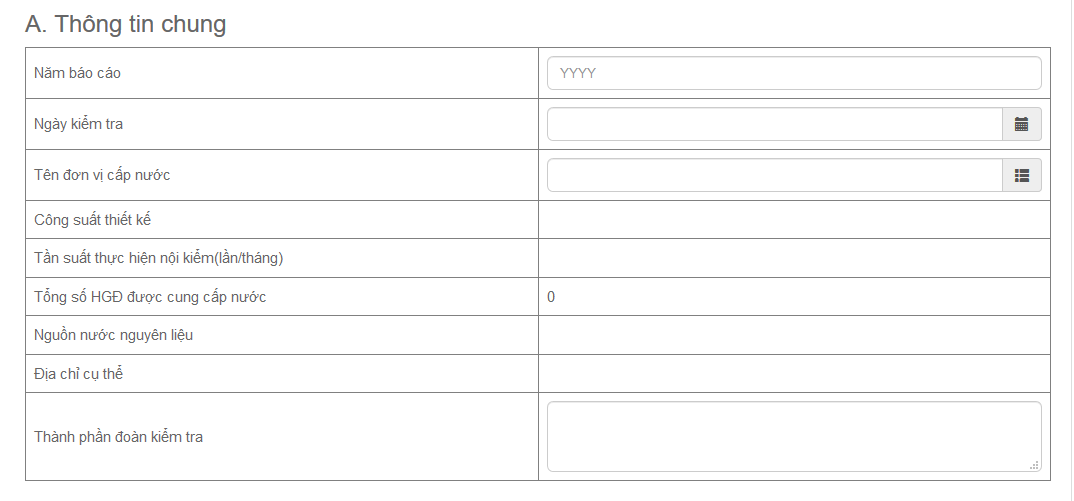 A. Thông tin chung
Năm báo cáo
YYYY
Ngày kiểm tra
Tên đơn vị cấp nước
Công suất thiết kế
Tần suất thực hiện nội kiểm(lần/tháng)
Tổng số HGĐ được cung cấp nước
0
Nguồn nước nguyên liệu
Địa chỉ cụ thể
Thành phần đoàn kiểm tra